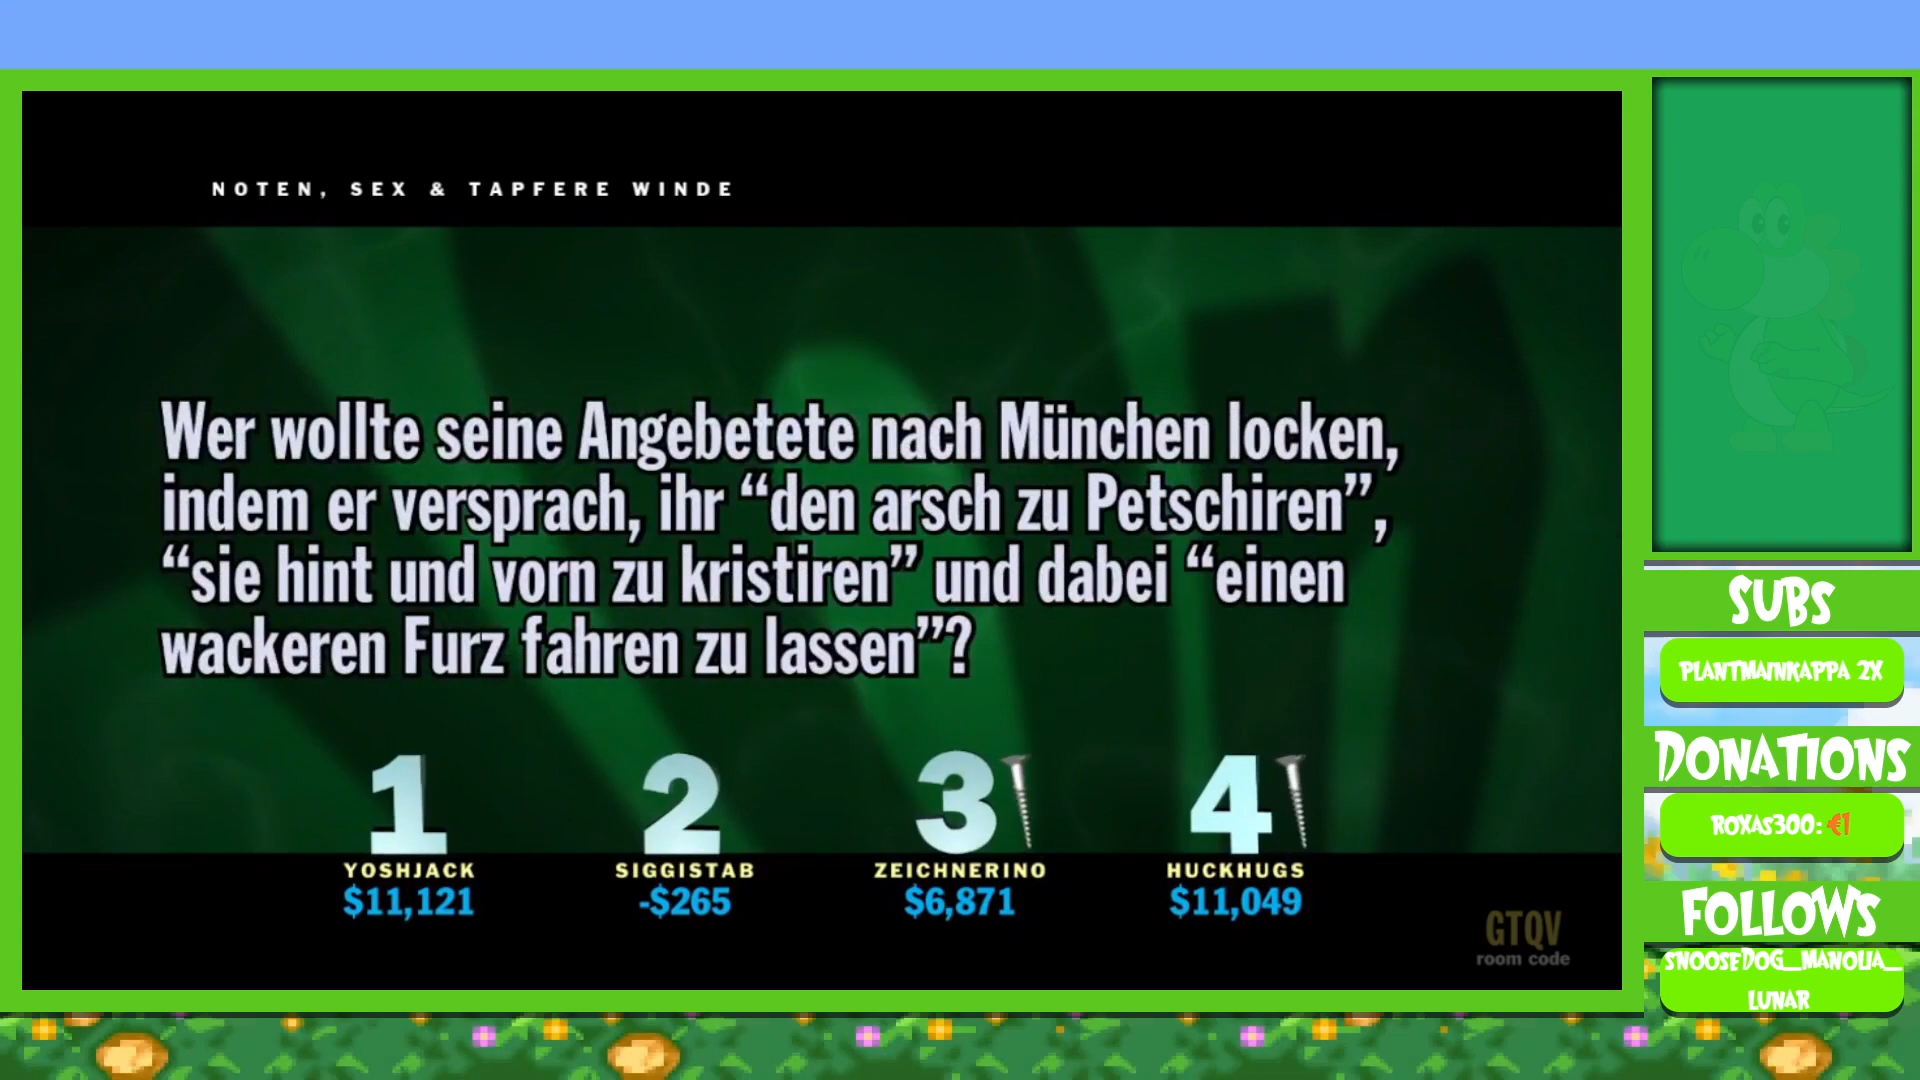 NOTEN, SEX & TAPFERE WINDE
Wer wollte seine Angebetete nach München locken,
indem er versprach, ihr “den arsch zu Petschiren”,
“sie hint und vorn zu kristiren” und dabei “einen
wackeren Furz fahren zu lassen”?
1 2 3 4
YOSHJACK SIGGISTAB ZEICHNERINO HUCKHUGS
$11,121 -$265 $6,871 $11,049
GTQV
room code
SUBS
PLANTMAINKAPPA 2X
DONATIONS
ROXAS300: €1
FOLLOWS
SNOOSEDOG_MANOLIA_
LUNAR